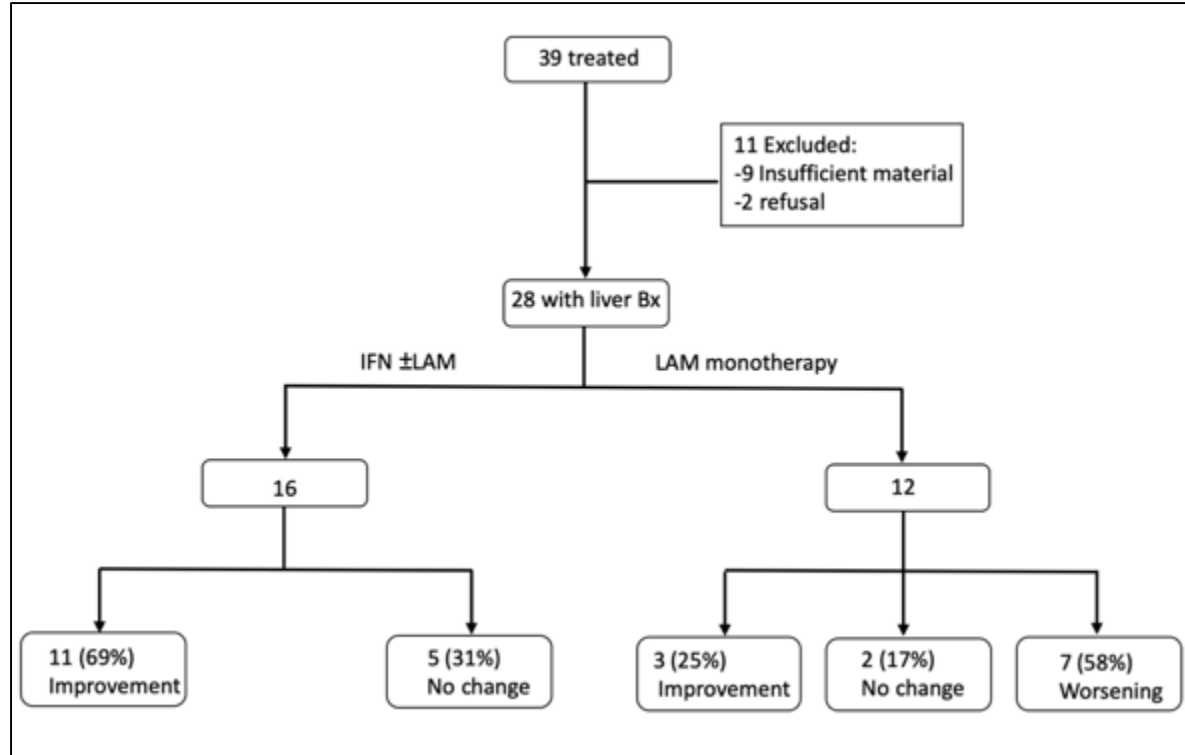 39 treated
11 Excluded:
-9 Insufficient material
-2 refusal
28 with liver Bx
IFN ±LAM
LAM monotherapy
16
12
11 (69%)
Improvement
5 (31%)
No change
3 (25%)
Improvement
2 (17%)
No change
7 (58%)
Worsening